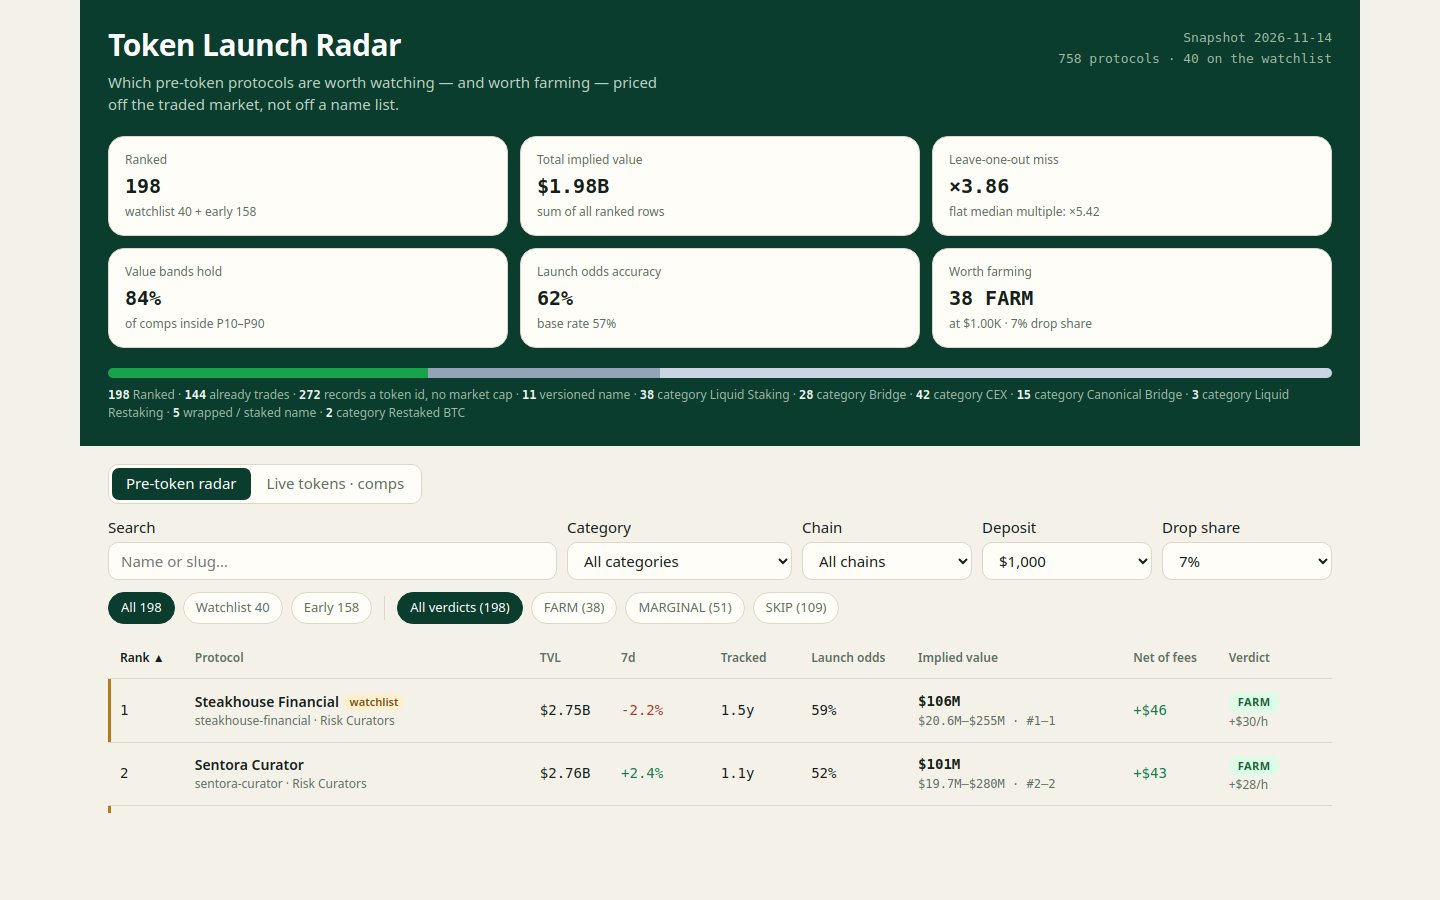 Token Launch Radar
Which pre-token protocols are worth watching — and worth farming — priced
off the traded market, not off a name list.
Snapshot 2026-11-14
758 protocols · 40 on the watchlist
Ranked
198
watchlist 40 + early 158
Total implied value
$1.98B
sum of all ranked rows
Leave-one-out miss
×3.86
flat median multiple: ×5.42
Value bands hold
84%
of comps inside P10–P90
Launch odds accuracy
62%
base rate 57%
Worth farming
38 FARM
at $1.00K · 7% drop share
198 Ranked · 144 already trades · 272 records a token id, no market cap · 11 versioned name · 38 category Liquid Staking · 28 category Bridge · 42 category CEX · 15 category Canonical Bridge · 3 category Liquid
Restaking · 5 wrapped / staked name · 2 category Restaked BTC
Pre-token radar
Live tokens · comps
Search
Name or slug...
Category
All categories
Chain
All chains
Deposit
$1,000
Drop share
7%
All 198
Watchlist 40
Early 158
All verdicts (198)
FARM (38)
MARGINAL (51)
SKIP (109)
Rank ▲
Protocol
TVL
7d
Tracked
Launch odds
Implied value
Net of fees
Verdict
1
Steakhouse Financial watchlist
steakhouse-financial · Risk Curators
$2.75B
-2.2%
1.5y
59%
$106M
$20.6M–$255M · #1–1
+$46
FARM
+$30/h
2
Sentora Curator
sentora-curator · Risk Curators
$2.76B
+2.4%
1.1y
52%
$101M
$19.7M–$280M · #2–2
+$43
FARM
+$28/h